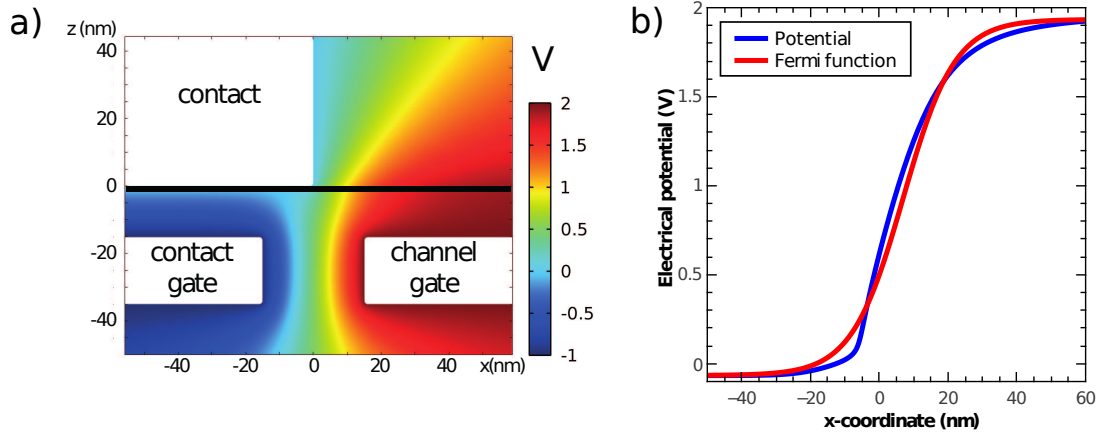 a)
z (nm)
V
contact
40
20
0
-20
-40
contact
gate
channel
gate
-40
-20
0
20
40
x(nm)
2
1.5
1
0.5
0
-0.5
-1
b)
Potential
Fermi function
Electrical potential (V)
2
1.5
1
0.5
0
−40
−20
0
20
40
60
x-coordinate (nm)